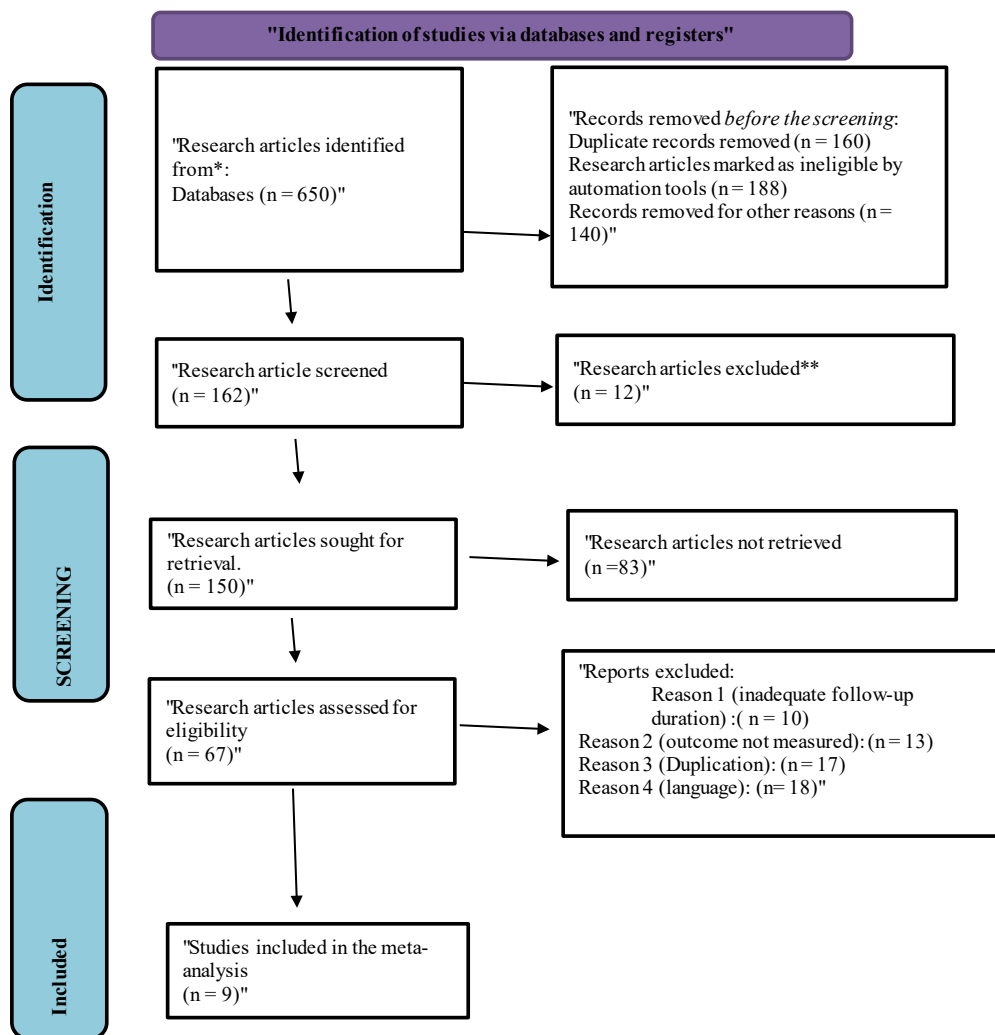 "Identification of studies via databases and registers"
Identification
"Research articles identified
from*:
Databases (n = 650)"
"Records removed before the screening:
Duplicate records removed (n = 160)
Research articles marked as ineligible by
automation tools (n = 188)
Records removed for other reasons (n =
140)"
"Research article screened
(n = 162)"
"Research articles excluded**
(n = 12)"
SCREENING
"Research articles sought for
retrieval.
(n = 150)"
"Research articles not retrieved
(n =83)"
"Research articles assessed for
eligibility
(n = 67)"
"Reports excluded:
Reason 1 (inadequate follow-up
duration) :( n = 10)
Reason 2 (outcome not measured): (n = 13)
Reason 3 (Duplication): (n = 17)
Reason 4 (language): (n= 18)"
Included
"Studies included in the meta-
analysis
(n = 9)"